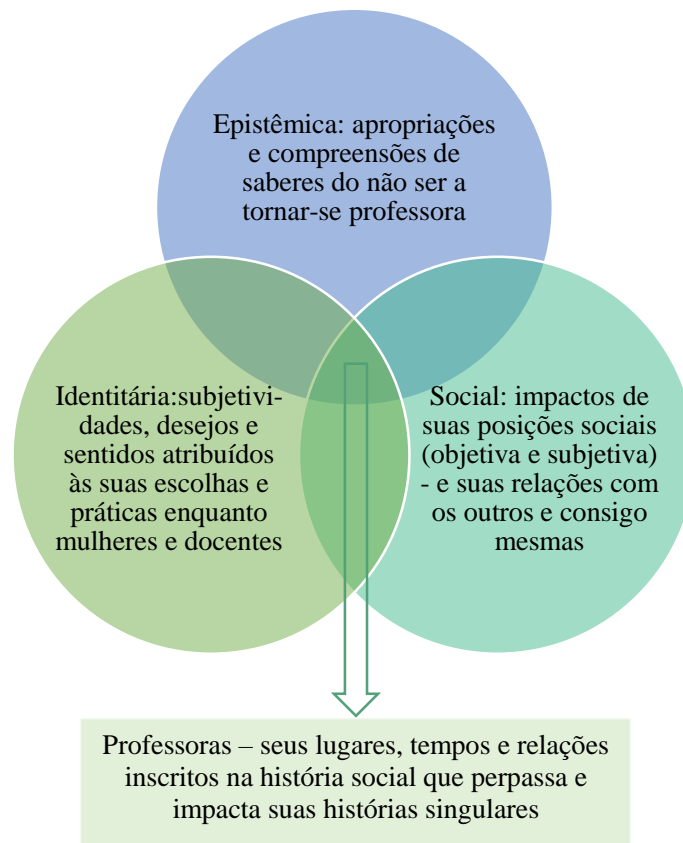 Epistêmica: apropriações
e compreensões de
saberes do não ser a
tornar-se professora
Identitária:subjetivi-
dades, desejos e
sentidos atribuídos
às suas escolhas e
práticas enquanto
mulheres e docentes
Social: impactos de
suas posições sociais
(objetiva e subjetiva)
- e suas relações com
os outros e consigo
mesmas
Professoras – seus lugares, tempos e relações
inscritos na história social que perpassa e
impacta suas histórias singulares